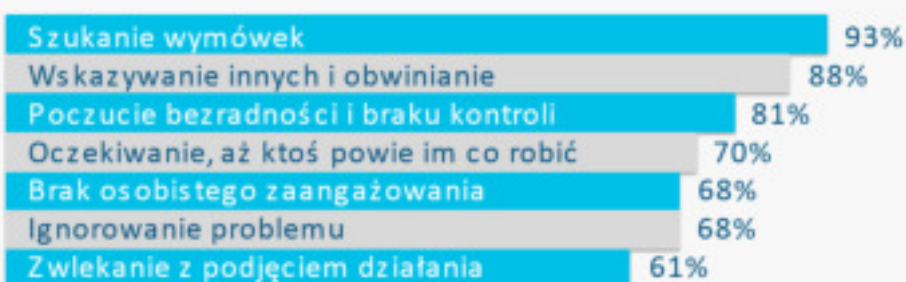 Szukanie wymówek 93%
Wskazywanie innych i obwinianie 88%
Poczucie bezradności i braku kontroli 81%
Oczekiwanie, aż ktoś powie im co robić 70%
Brak osobistego zaangażowania 68%
Ignorowanie problemu 68%
Zwlekanie z podjęciem działania 61%